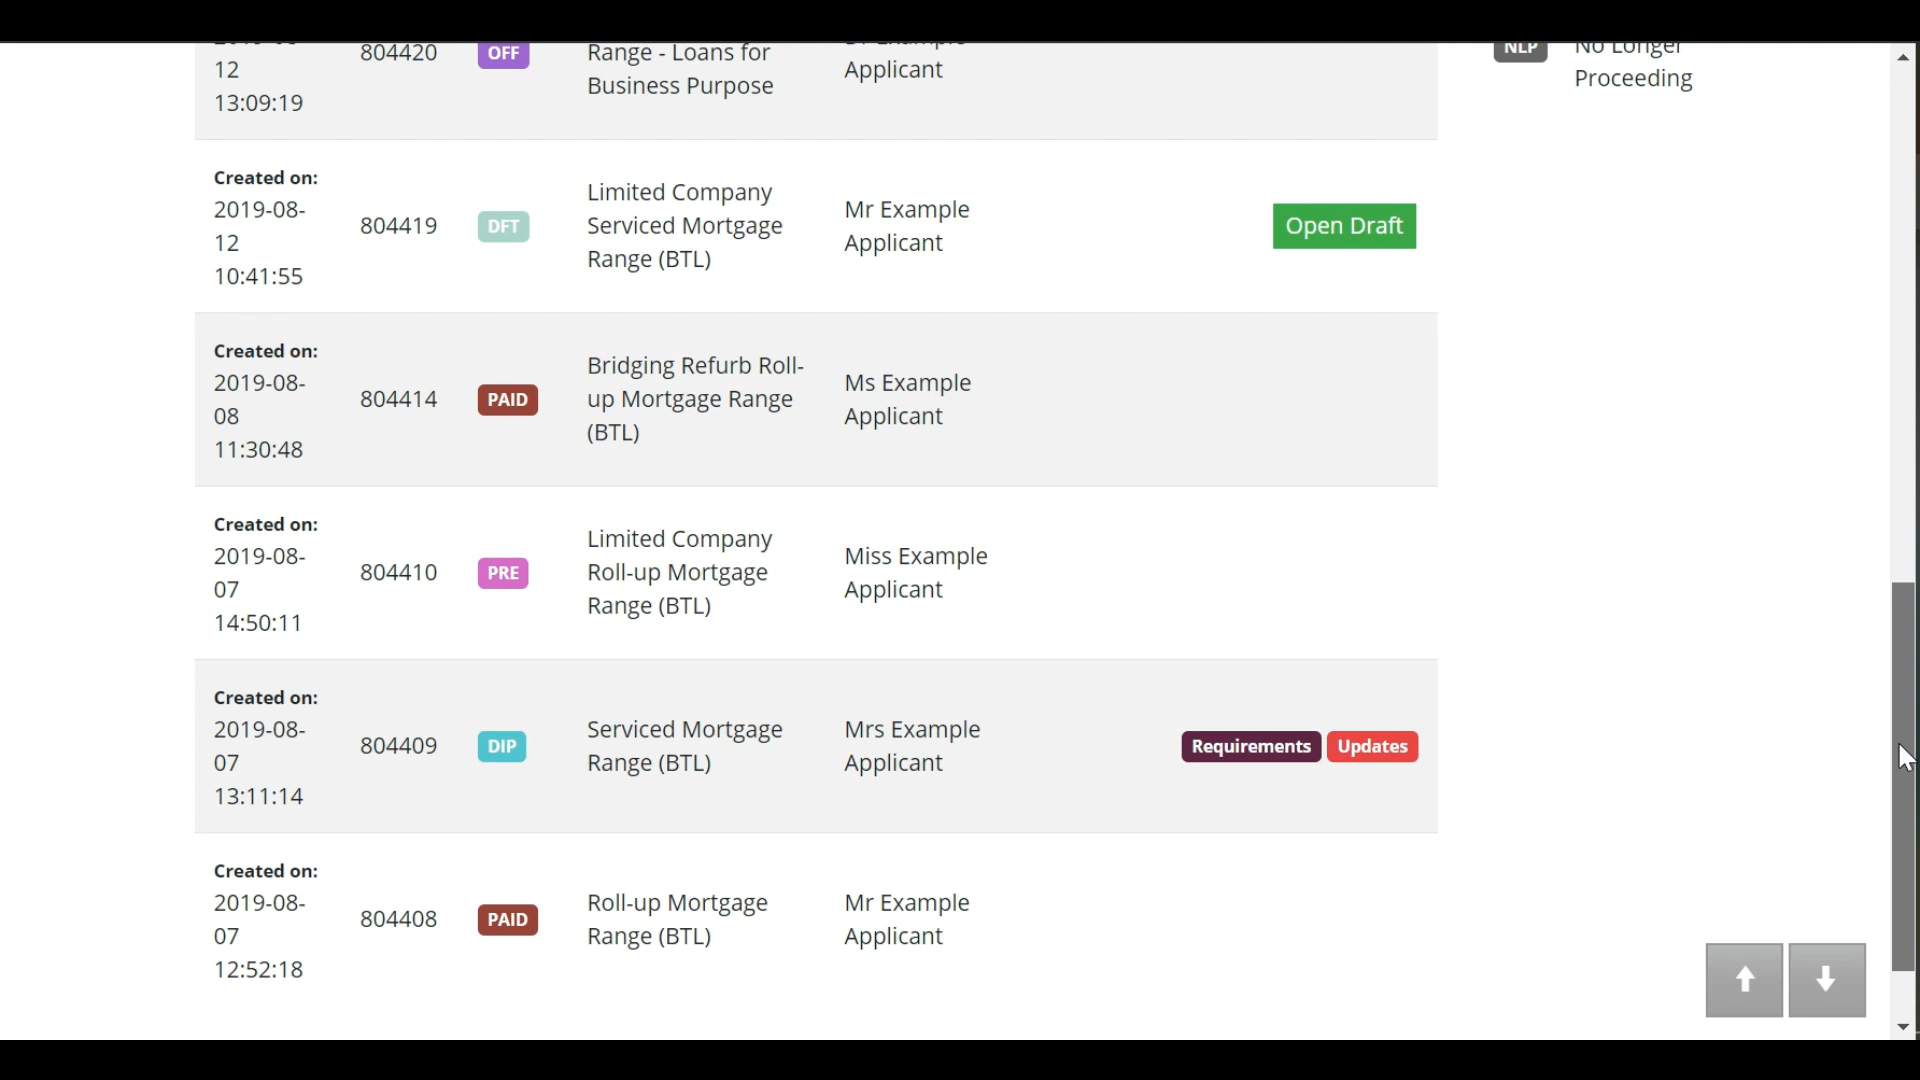 12
13:09:19
804420
OFF
Range - Loans for
Business Purpose
Applicant
NLP
No Longer
Proceeding
Created on:
2019-08-
12
10:41:55
804419
DFT
Limited Company
Serviced Mortgage
Range (BTL)
Mr Example
Applicant
Open Draft
Created on:
2019-08-
08
11:30:48
804414
PAID
Bridging Refurb Roll-
up Mortgage Range
(BTL)
Ms Example
Applicant
Created on:
2019-08-
07
14:50:11
804410
PRE
Limited Company
Roll-up Mortgage
Range (BTL)
Miss Example
Applicant
Created on:
2019-08-
07
13:11:14
804409
DIP
Serviced Mortgage
Range (BTL)
Mrs Example
Applicant
Requirements
Updates
Created on:
2019-08-
07
12:52:18
804408
PAID
Roll-up Mortgage
Range (BTL)
Mr Example
Applicant